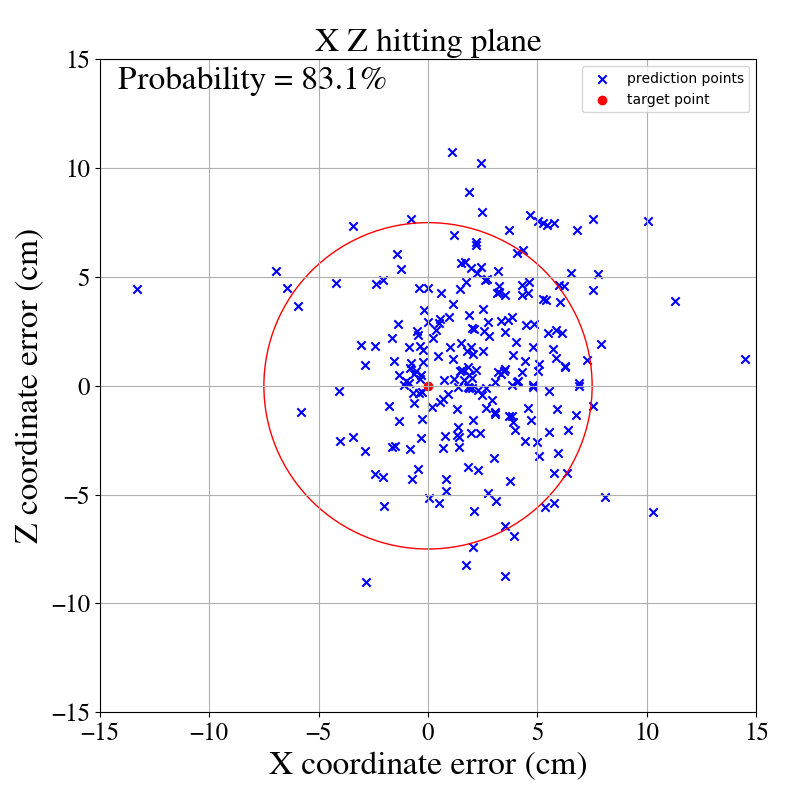 X Z hitting plane
Probability = 83.1%
prediction points
target point
15
10
5
0
−5
−10
−15
Z coordinate error (cm)
−15 −10 −5 0 5 10 15
X coordinate error (cm)